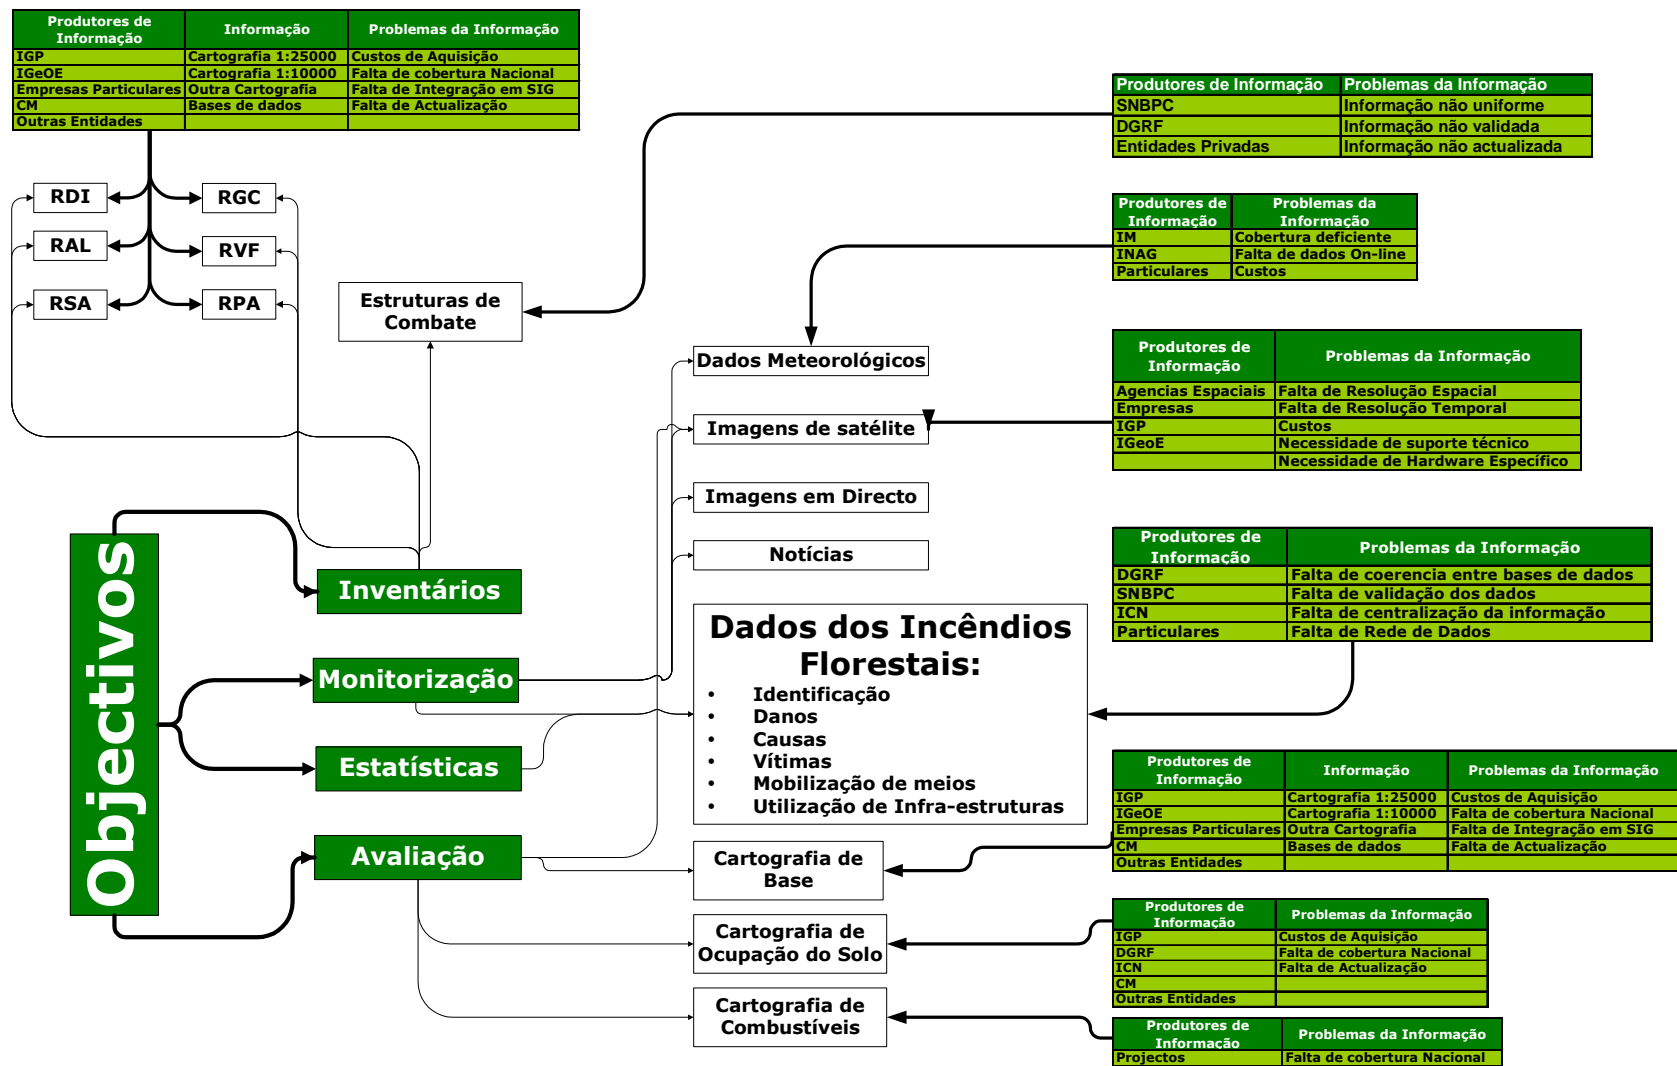 Produtores de
Informação
Informação
Problemas da Informação
IGP Cartografia 1:25000 Custos de Aquisição
IGeOE Cartografia 1:10000 Falta de cobertura Nacional
Empresas Particulares Outra Cartografia Falta de Integração em SIG
CM Bases de dados Falta de Actualização
Outras Entidades
Produtores de Informação Problemas da Informação
SNBPC Informação não uniforme
DGRF Informação não validada
Entidades Privadas Informação não actualizada
RDI
RGC
RAL
RVF
RSA
RPA
Produtores de
Informação
Problemas da
Informação
IM Cobertura deficiente
INAG Falta de dados On-line
Particulares Custos
Estruturas de
Combate
Dados Meteorológicos
Imagens de satélite
Imagens em Directo
Notícias
Produtores de
Informação
Problemas da Informação
Agencias Espaciais Falta de Resolução Espacial
Empresas Falta de Resolução Temporal
IGP Custos
IGeoE Necessidade de suporte técnico
Necessidade de Hardware Específico
Objectivos
Inventários
Monitorização
Estatísticas
Avaliação
Dados dos Incêndios
Florestais:
• Identificação
• Danos
• Causas
• Vítimas
• Mobilização de meios
• Utilização de Infra-estruturas
Produtores de
Informação
Problemas da Informação
DGRF Falta de coerencia entre bases de dados
SNBPC Falta de validação dos dados
ICN Falta de centralização da informação
Particulares Falta de Rede de Dados
Cartografia de
Base
Produtores de
Informação
Informação
Problemas da Informação
IGP Cartografia 1:25000 Custos de Aquisição
IGeOE Cartografia 1:10000 Falta de cobertura Nacional
Empresas Particulares Outra Cartografia Falta de Integração em SIG
CM Bases de dados Falta de Actualização
Outras Entidades
Cartografia de
Ocupação do Solo
Produtores de
Informação
Problemas da Informação
IGP Custos de Aquisição
DGRF Falta de cobertura Nacional
ICN Falta de Actualização
CM
Outras Entidades
Cartografia de
Combustíveis
Produtores de
Informação
Problemas da Informação
Projectos Falta de cobertura Nacional